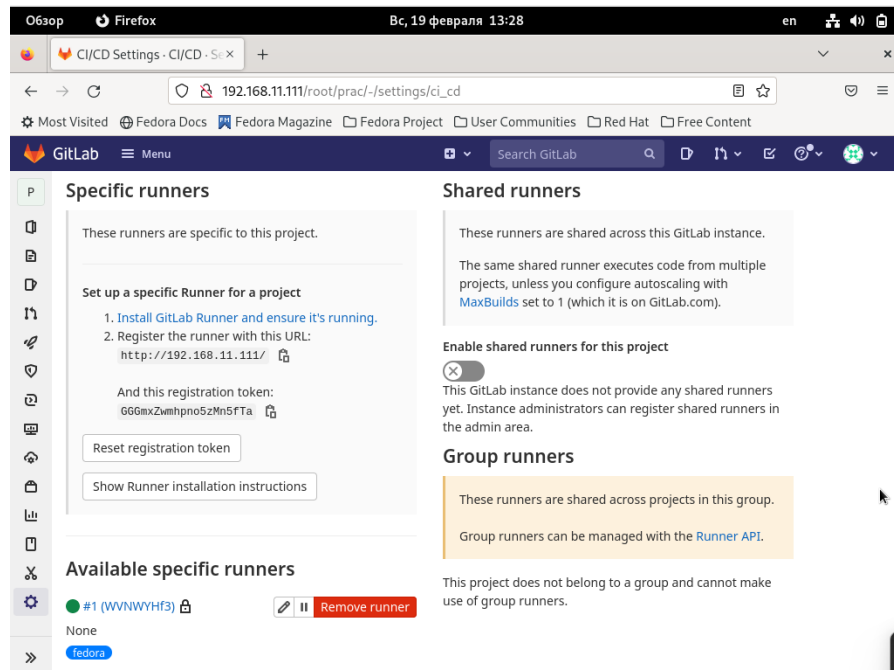 Обзор
Firefox
Вс, 19 февраля 13:28
en
CI/CD Settings · CI/CD · Se
192.168.11.111/root/prac/-/settings/ci_cd
Most Visited
Fedora Docs
Fedora Magazine
Fedora Project
User Communities
Red Hat
Free Content
GitLab
Menu
Search GitLab
P
Specific runners
These runners are specific to this project.
Set up a specific Runner for a project
1. Install GitLab Runner and ensure it's running.
2. Register the runner with this URL:
http://192.168.11.111/
And this registration token:
GGGmxZwmhpno5zMn5fTa
Reset registration token
Show Runner installation instructions
Available specific runners
#1 (WVNWYHf3)
Remove runner
None
fedora
Shared runners
These runners are shared across this GitLab instance.
The same shared runner executes code from multiple
projects, unless you configure autoscaling with
MaxBuilds set to 1 (which it is on GitLab.com).
Enable shared runners for this project
This GitLab instance does not provide any shared runners
yet. Instance administrators can register shared runners in
the admin area.
Group runners
These runners are shared across projects in this group.
Group runners can be managed with the Runner API.
This project does not belong to a group and cannot make
use of group runners.